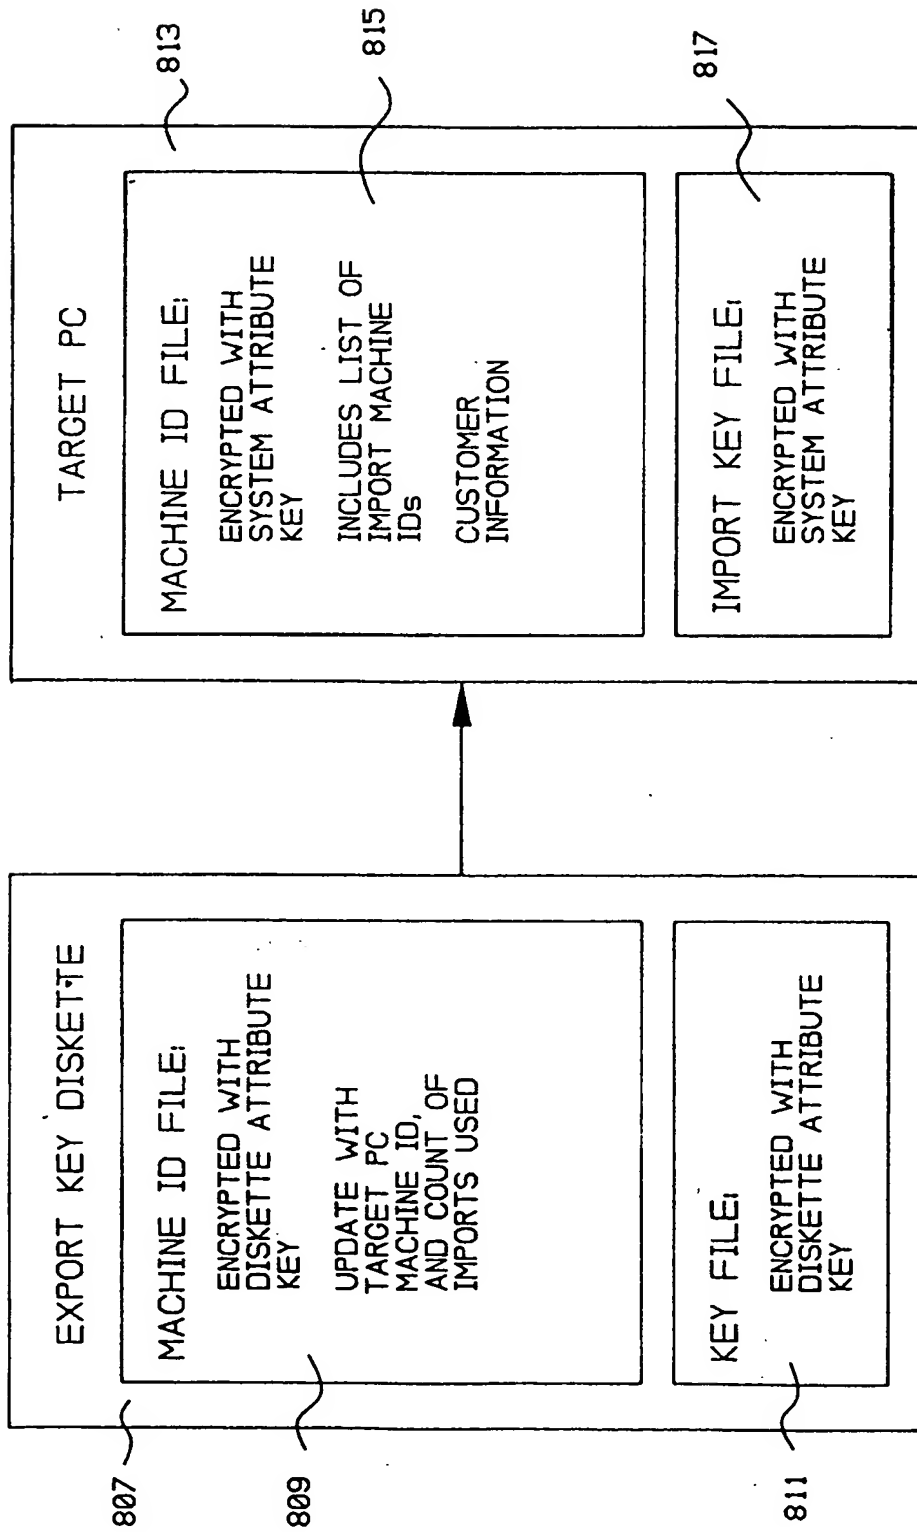 EXPORT KEY DISKETTE
MACHINE ID FILE:
ENCRYPTED WITH
DISKETTE ATTRIBUTE
KEY
UPDATE WITH
TARGET PC
MACHINE ID,
AND COUNT OF
IMPORTS USED
KEY FILE:
ENCRYPTED WITH
DISKETTE ATTRIBUTE
KEY
807
809
811
TARGET PC
MACHINE ID FILE:
ENCRYPTED WITH
SYSTEM ATTRIBUTE
KEY
INCLUDES LIST OF
IMPORT MACHINE
IDs
CUSTOMER
INFORMATION
IMPORT KEY FILE:
ENCRYPTED WITH
SYSTEM ATTRIBUTE
KEY
813
815
817